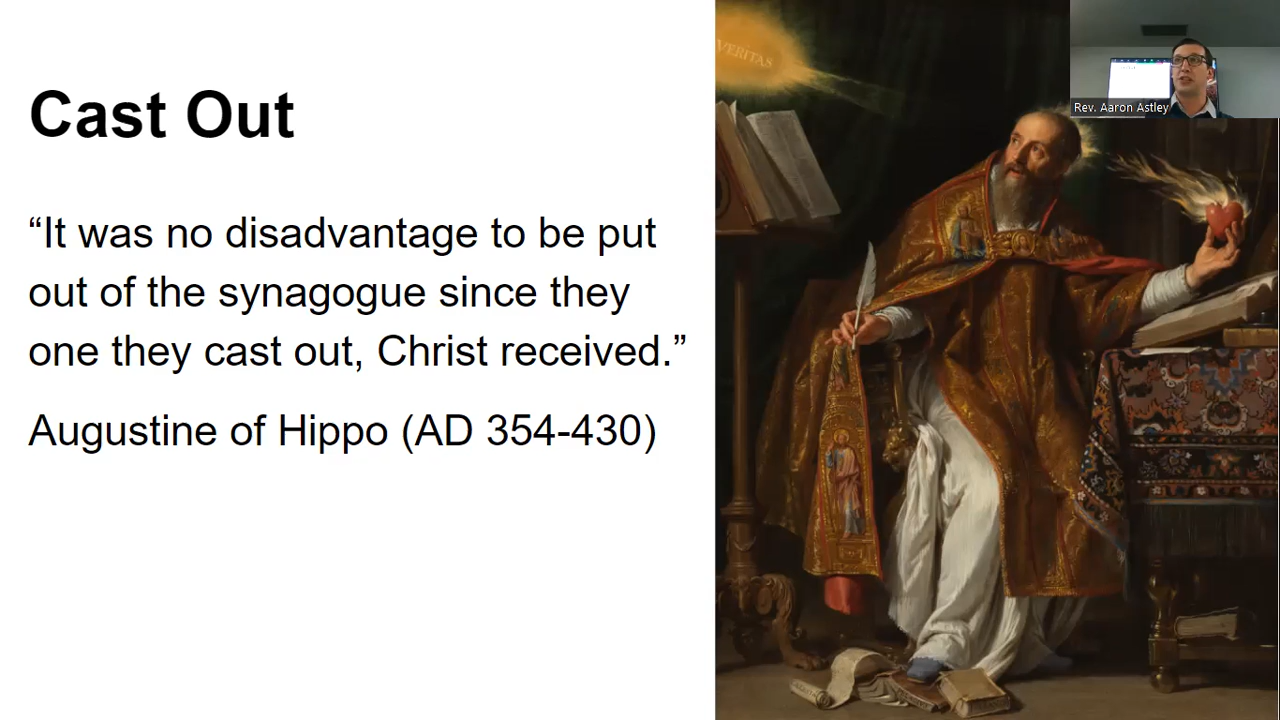 Cast Out
“It was no disadvantage to be put
out of the synagogue since they
one they cast out, Christ received.”
Augustine of Hippo (AD 354-430)
VERITAS
Rev. Aaron Astley